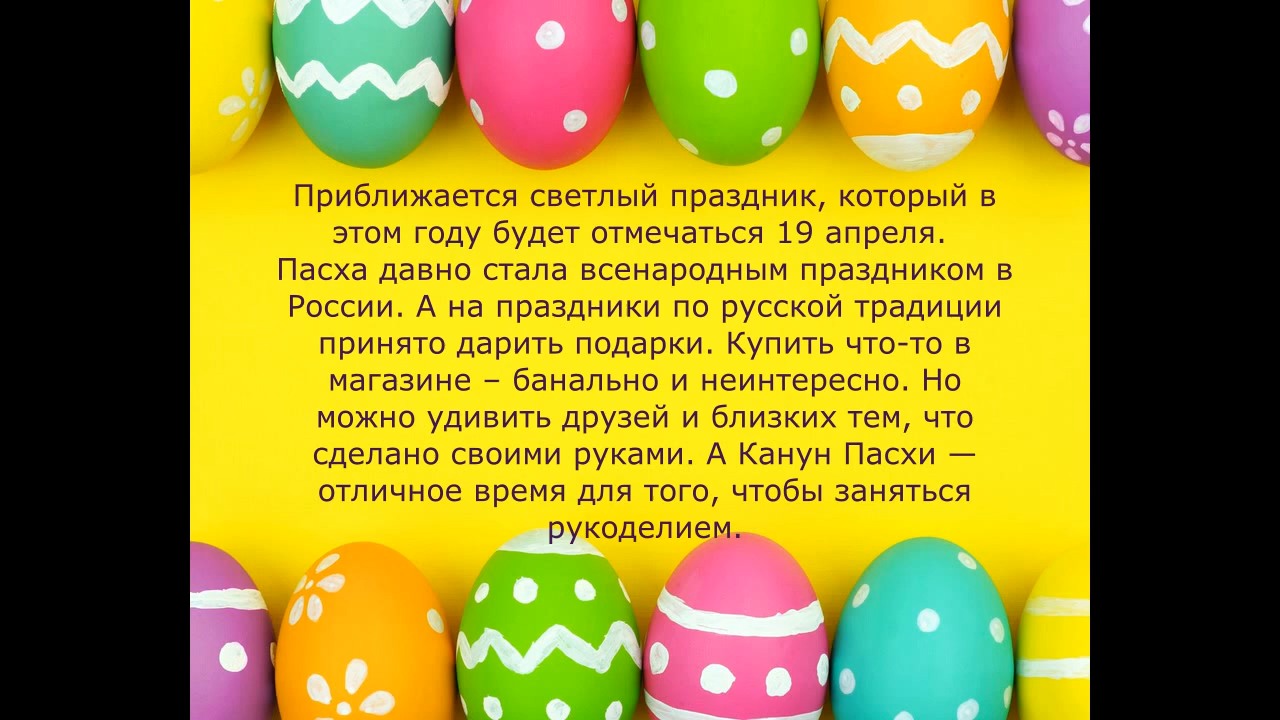 Приближается светлый праздник, который в
этом году будет отмечаться 19 апреля.
Пасха давно стала всенародным праздником в
России. А на праздники по русской традиции
принято дарить подарки. Купить что-то в
магазине – банально и неинтересно. Но
можно удивить друзей и близких тем, что
сделано своими руками. А Канун Пасхи —
отличное время для того, чтобы заняться
рукоделием.